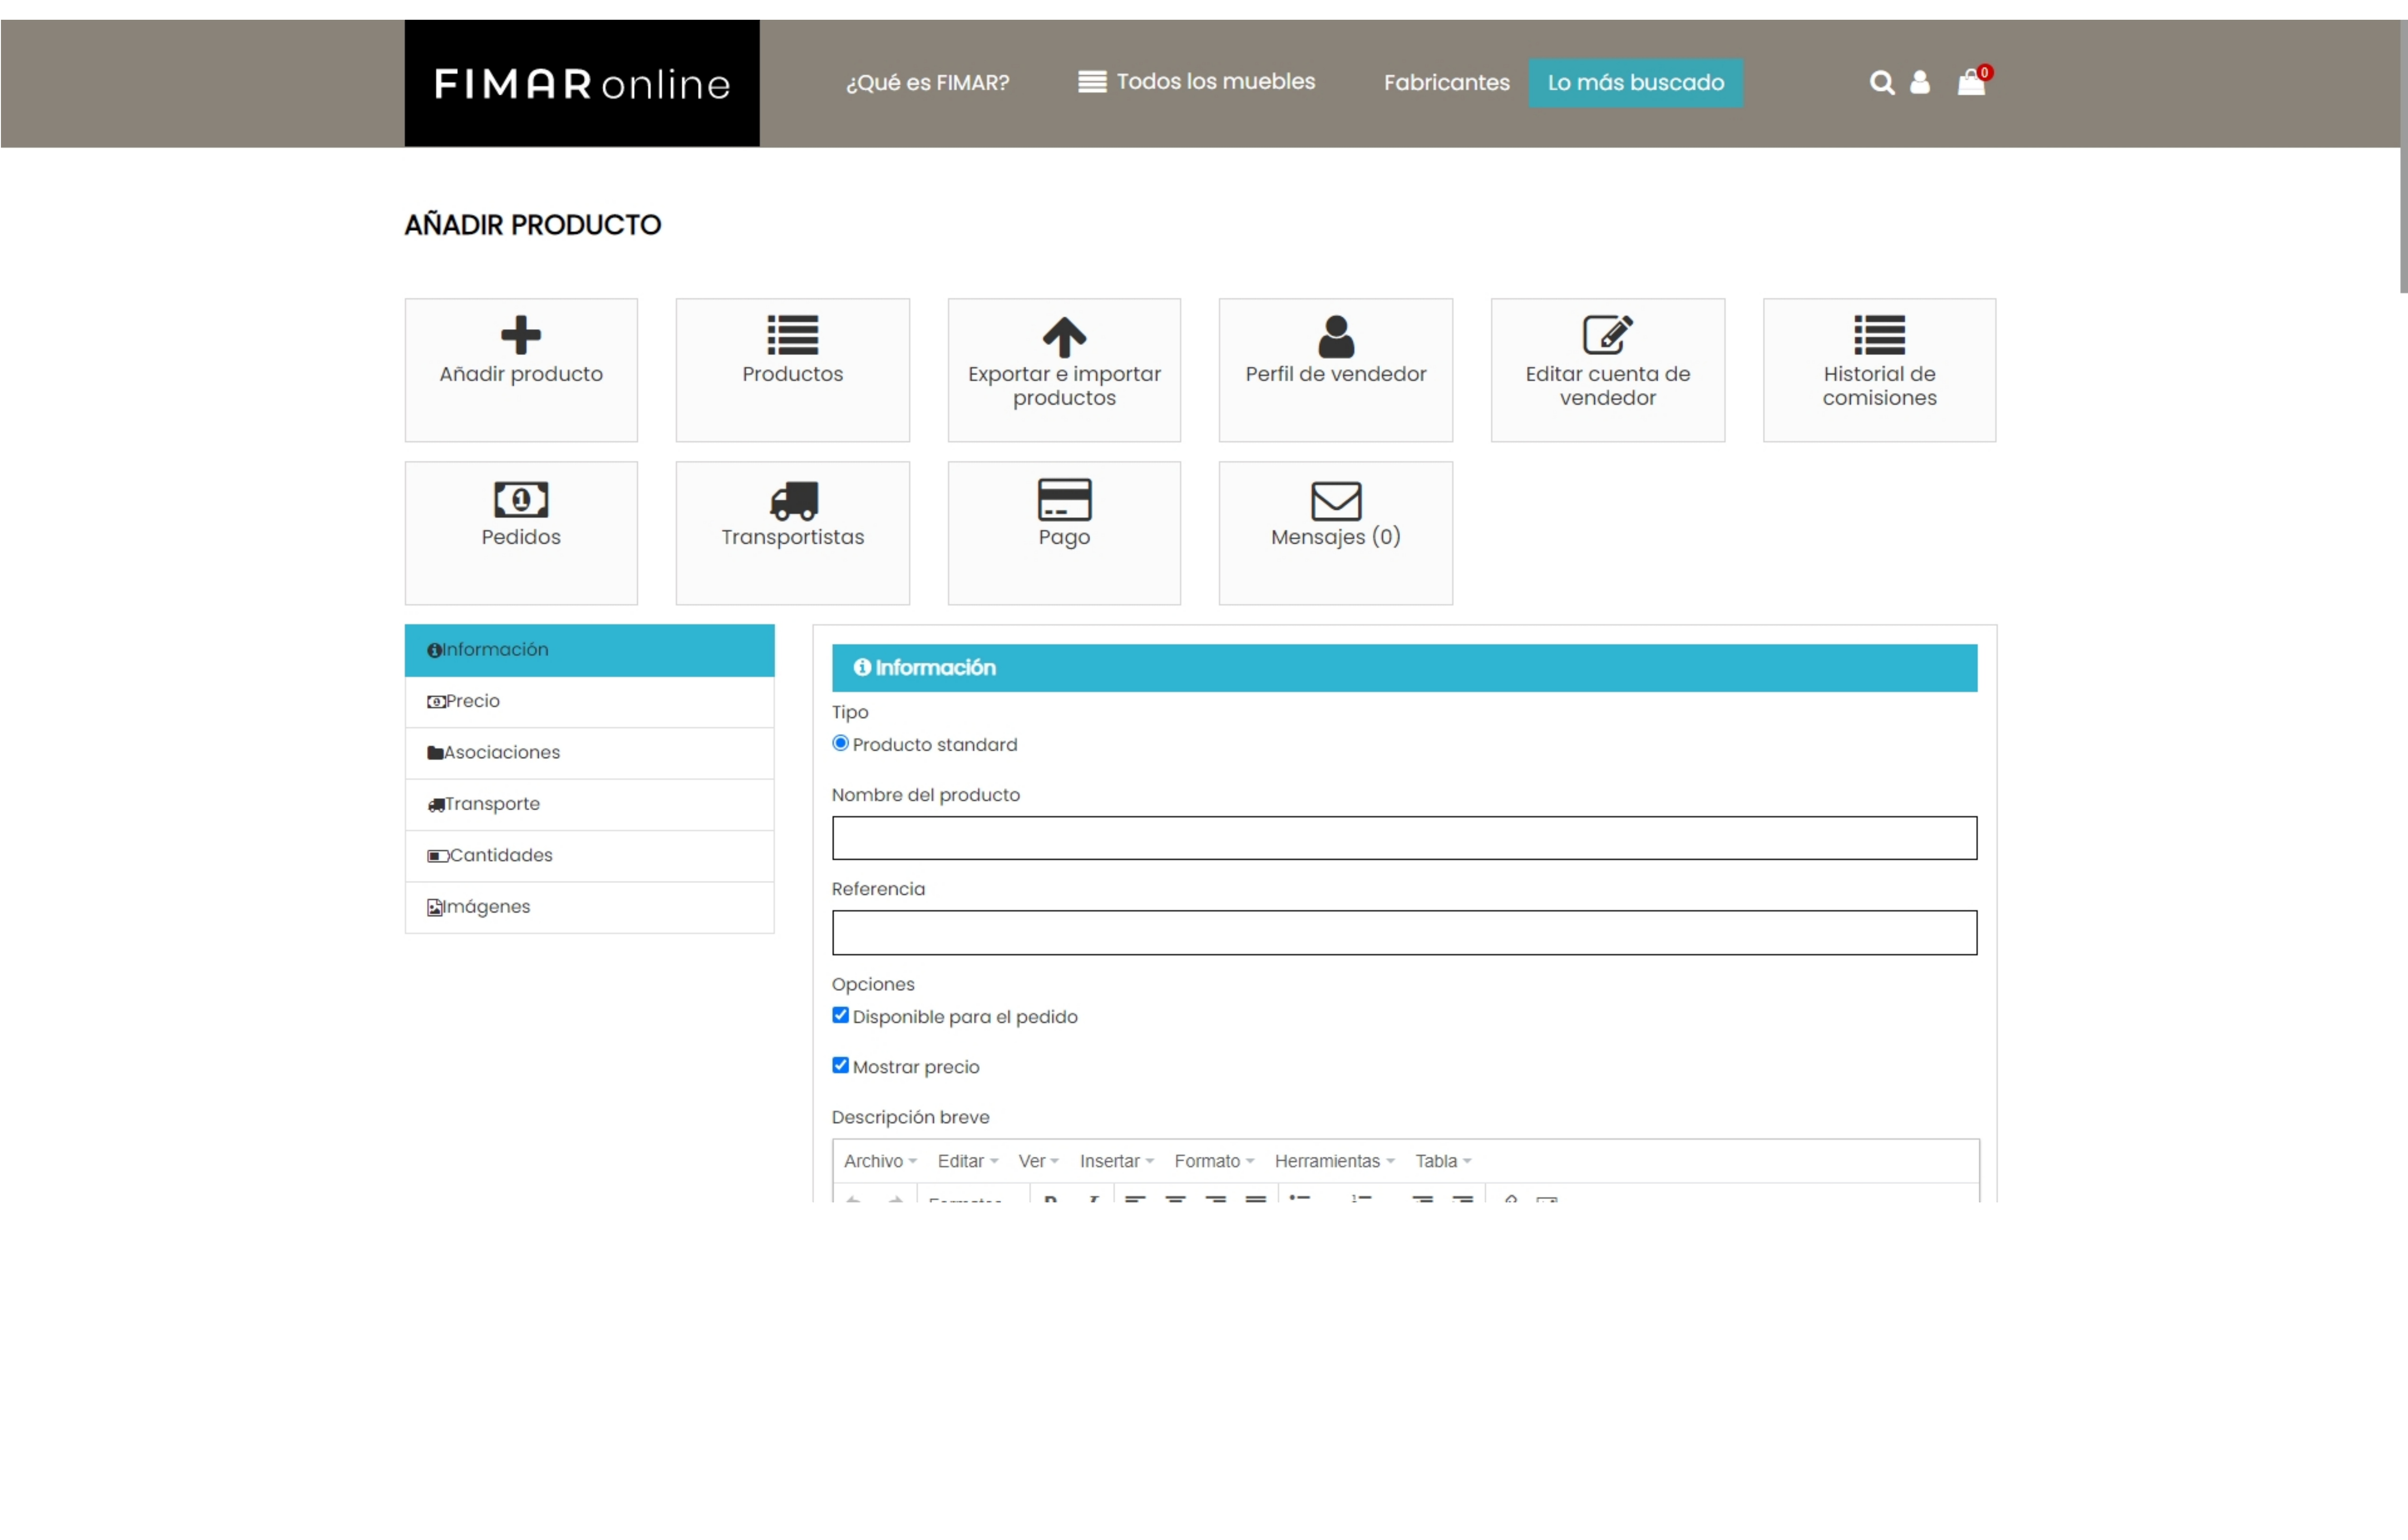 FIMAR online
¿Qué es FIMAR?
Todos los muebles
Fabricantes
Lo más buscado
0
AÑADIR PRODUCTO
Añadir producto
Productos
Exportar e importar
productos
Perfil de vendedor
Editar cuenta de
vendedor
Historial de
comisiones
Pedidos
Transportistas
Pago
Mensajes (0)
Información
Precio
Asociaciones
Transporte
Cantidades
Imágenes
Información
Tipo
Producto standard
Nombre del producto
Referencia
Opciones
Disponible para el pedido
Mostrar precio
Descripción breve
Archivo Editar Ver Insertar Formato Herramientas Tabla